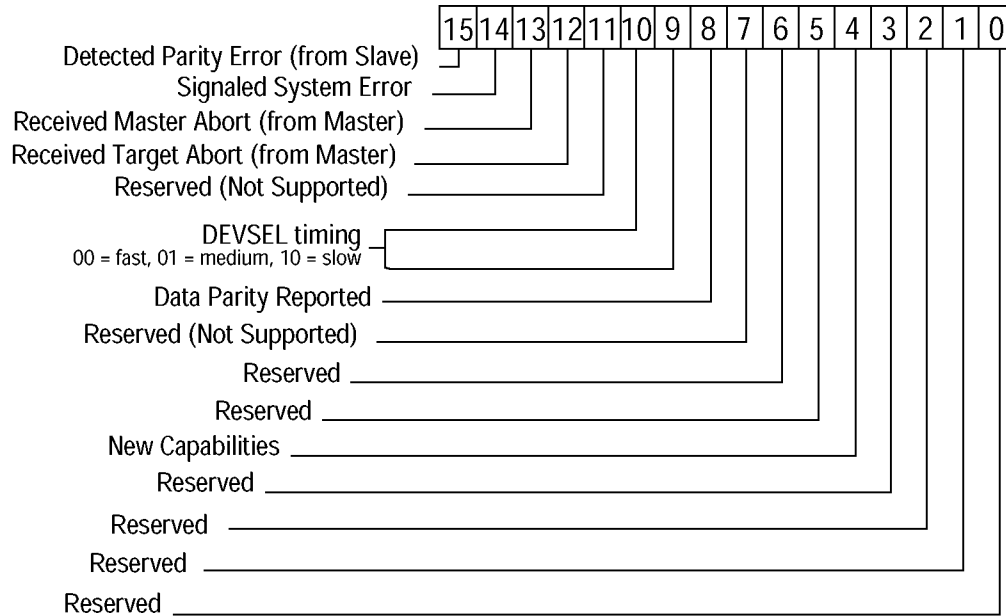 15 14 13 12 11 10 9 8 7 6 5 4 3 2 1 0
Detected Parity Error (from Slave)
Signaled System Error
Received Master Abort (from Master)
Received Target Abort (from Master)
Reserved (Not Supported)
DEVSEL timing
00 = fast, 01 = medium, 10 = slow
Data Parity Reported
Reserved (Not Supported)
Reserved
Reserved
New Capabilities
Reserved
Reserved
Reserved
Reserved